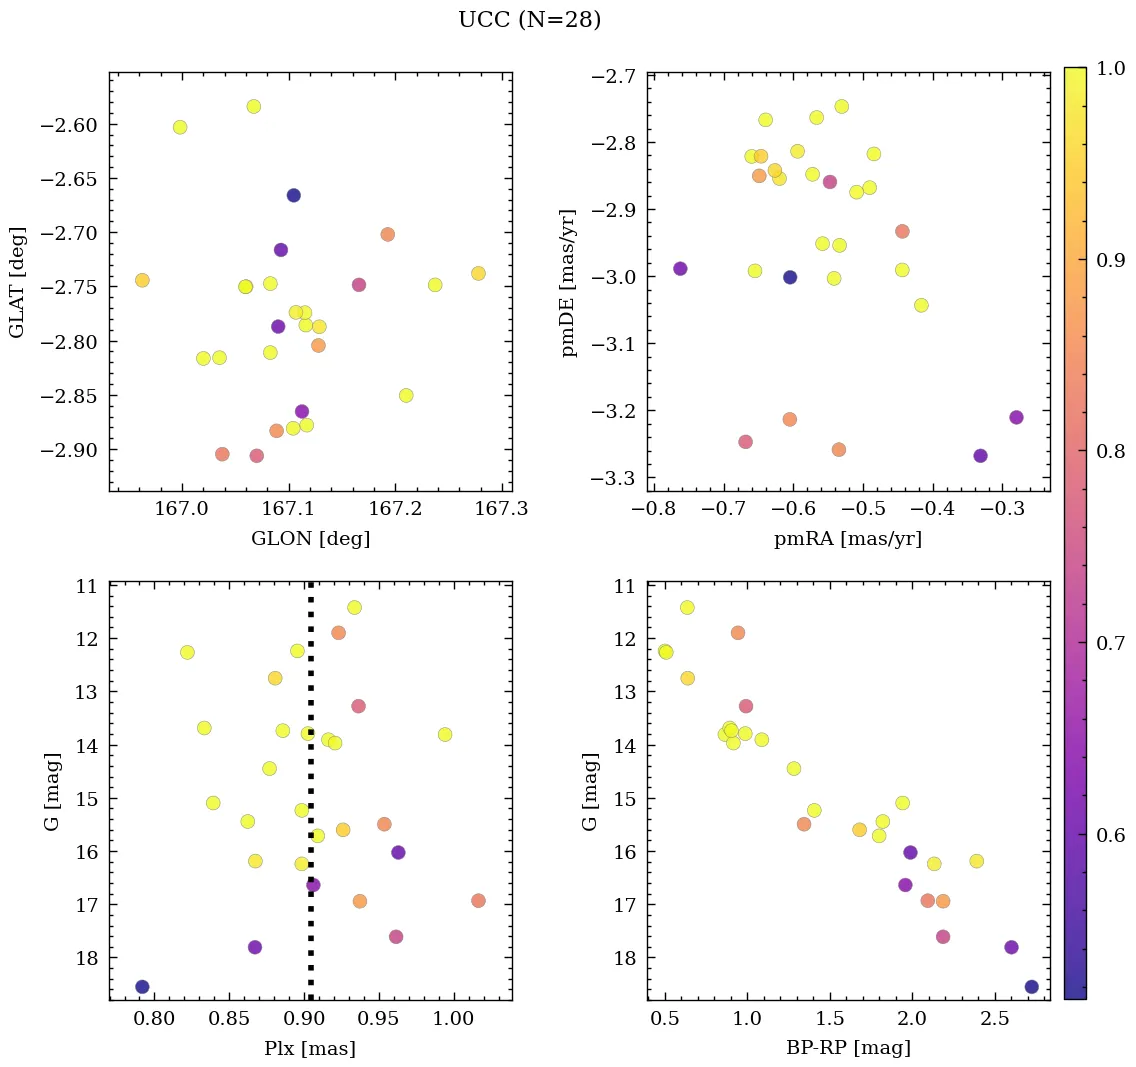 UCC (N=28)
−2.60
−2.65
−2.70
−2.75
−2.80
−2.85
−2.90
GLAT [deg]
167.0 167.1 167.2 167.3
GLON [deg]
−2.7
−2.8
−2.9
−3.0
−3.1
−3.2
−3.3
pmDE [mas/yr]
−0.8 −0.7 −0.6 −0.5 −0.4 −0.3
pmRA [mas/yr]
11
12
13
14
15
16
17
18
G [mag]
0.80 0.85 0.90 0.95 1.00
Plx [mas]
11
12
13
14
15
16
17
18
G [mag]
0.5 1.0 1.5 2.0 2.5
BP-RP [mag]
1.0
0.9
0.8
0.7
0.6